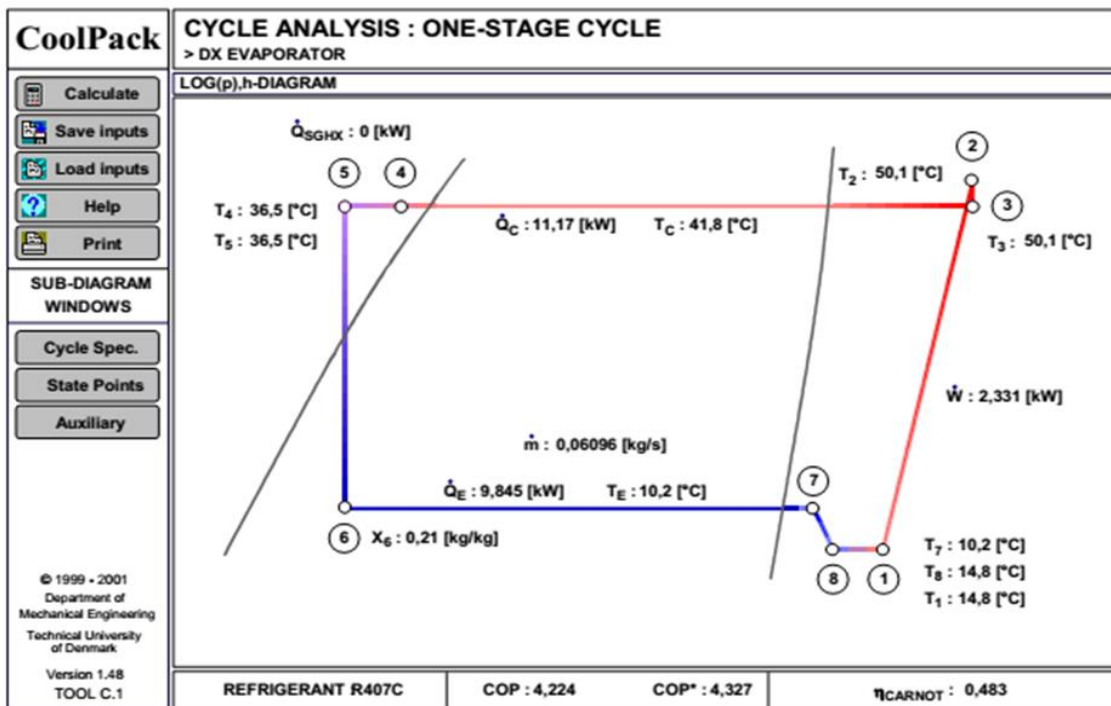 CoolPack
CYCLE ANALYSIS : ONE-STAGE CYCLE
> DX EVAPORATOR
LOG(p),h-DIAGRAM
Calculate
Save inputs
Load inputs
Help
Print
SUB-DIAGRAM
WINDOWS
Cycle Spec.
State Points
Auxiliary
© 1999 - 2001
Department of
Mechanical Engineering
Technical University
of Denmark
Version 1.48
TOOL C.1
Q̇SGHX : 0 [kW]
5
4
T4 : 36,5 [°C]
T5 : 36,5 [°C]
Q̇C : 11,17 [kW]
TC : 41,8 [°C]
2
T2 : 50,1 [°C]
3
T3 : 50,1 [°C]
Ẇ : 2,331 [kW]
ṁ : 0,06096 [kg/s]
Q̇E : 9,845 [kW]
TE : 10,2 [°C]
7
6
X6 : 0,21 [kg/kg]
8
1
T7 : 10,2 [°C]
T8 : 14,8 [°C]
T1 : 14,8 [°C]
REFRIGERANT R407C
COP : 4,224
COP* : 4,327
ηCARNOT : 0,483